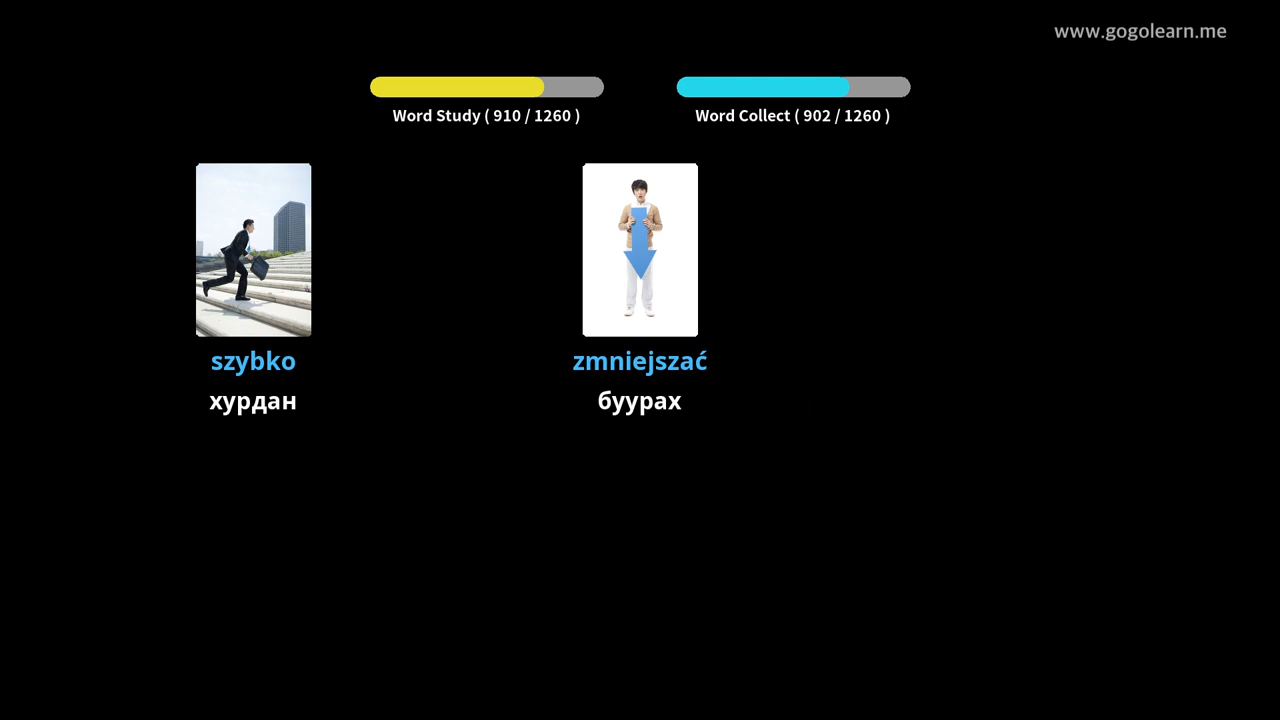 www.gogolearn.me
Word Study ( 910 / 1260 )
Word Collect ( 902 / 1260 )
szybko
zmniejszać
хурдан
буурах